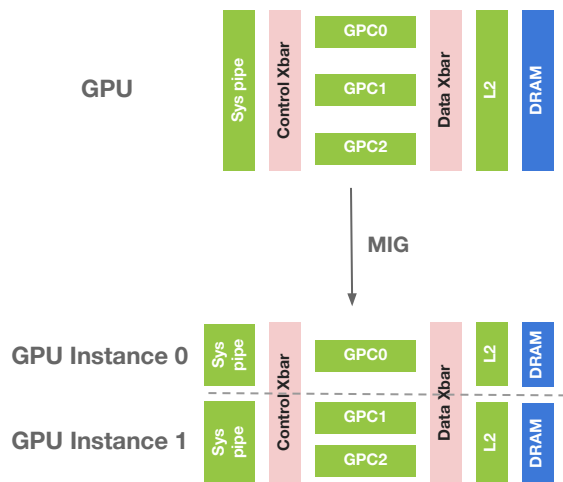 GPU
Sys pipe
Control Xbar
GPC0
GPC1
GPC2
Data Xbar
L2
DRAM
MIG
GPU Instance 0
Sys
pipe
Control Xbar
GPC0
Data Xbar
L2
DRAM
GPU Instance 1
Sys
pipe
GPC1
GPC2
L2
DRAM